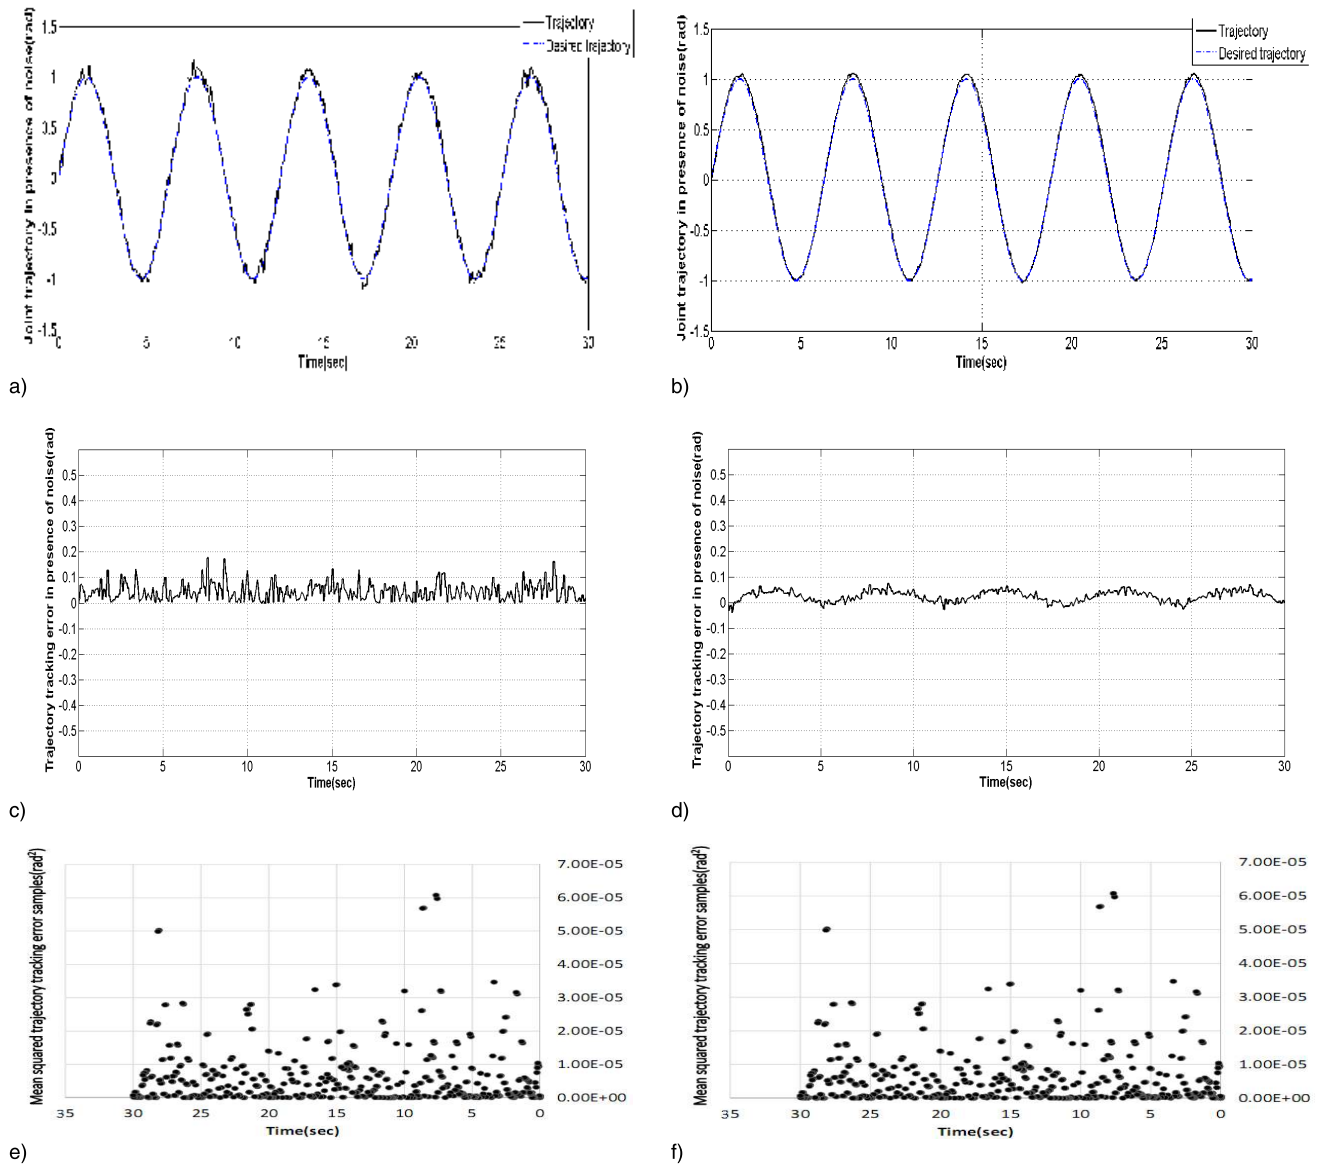 Joint trajectory in presence of noise(rad)
1.5
1
0.5
0
-0.5
-1
-1.5
0 5 10 15 20 25 30
Time(sec)
Trajectory
Desired trajectory
a)
Joint trajectory in presence of noise(rad)
1.5
1
0.5
0
-0.5
-1
-1.5
0 5 10 15 20 25 30
Time(sec)
Trajectory
Desired trajectory
b)
Trajectory tracking error in presence of noise(rad)
0.5
0.4
0.3
0.2
0.1
0
-0.1
-0.2
-0.3
-0.4
-0.5
0 5 10 15 20 25 30
Time(sec)
c)
Trajectory tracking error in presence of noise(rad)
0.5
0.4
0.3
0.2
0.1
0
-0.1
-0.2
-0.3
-0.4
-0.5
0 5 10 15 20 25 30
Time(sec)
d)
Mean squared trajectory tracking error samples(rad²)
7.00E-05
6.00E-05
5.00E-05
4.00E-05
3.00E-05
2.00E-05
1.00E-05
0.00E+00
35 30 25 20 15 10 5 0
Time(sec)
e)
Mean squared trajectory tracking error samples(rad²)
7.00E-05
6.00E-05
5.00E-05
4.00E-05
3.00E-05
2.00E-05
1.00E-05
0.00E+00
35 30 25 20 15 10 5 0
Time(sec)
f)